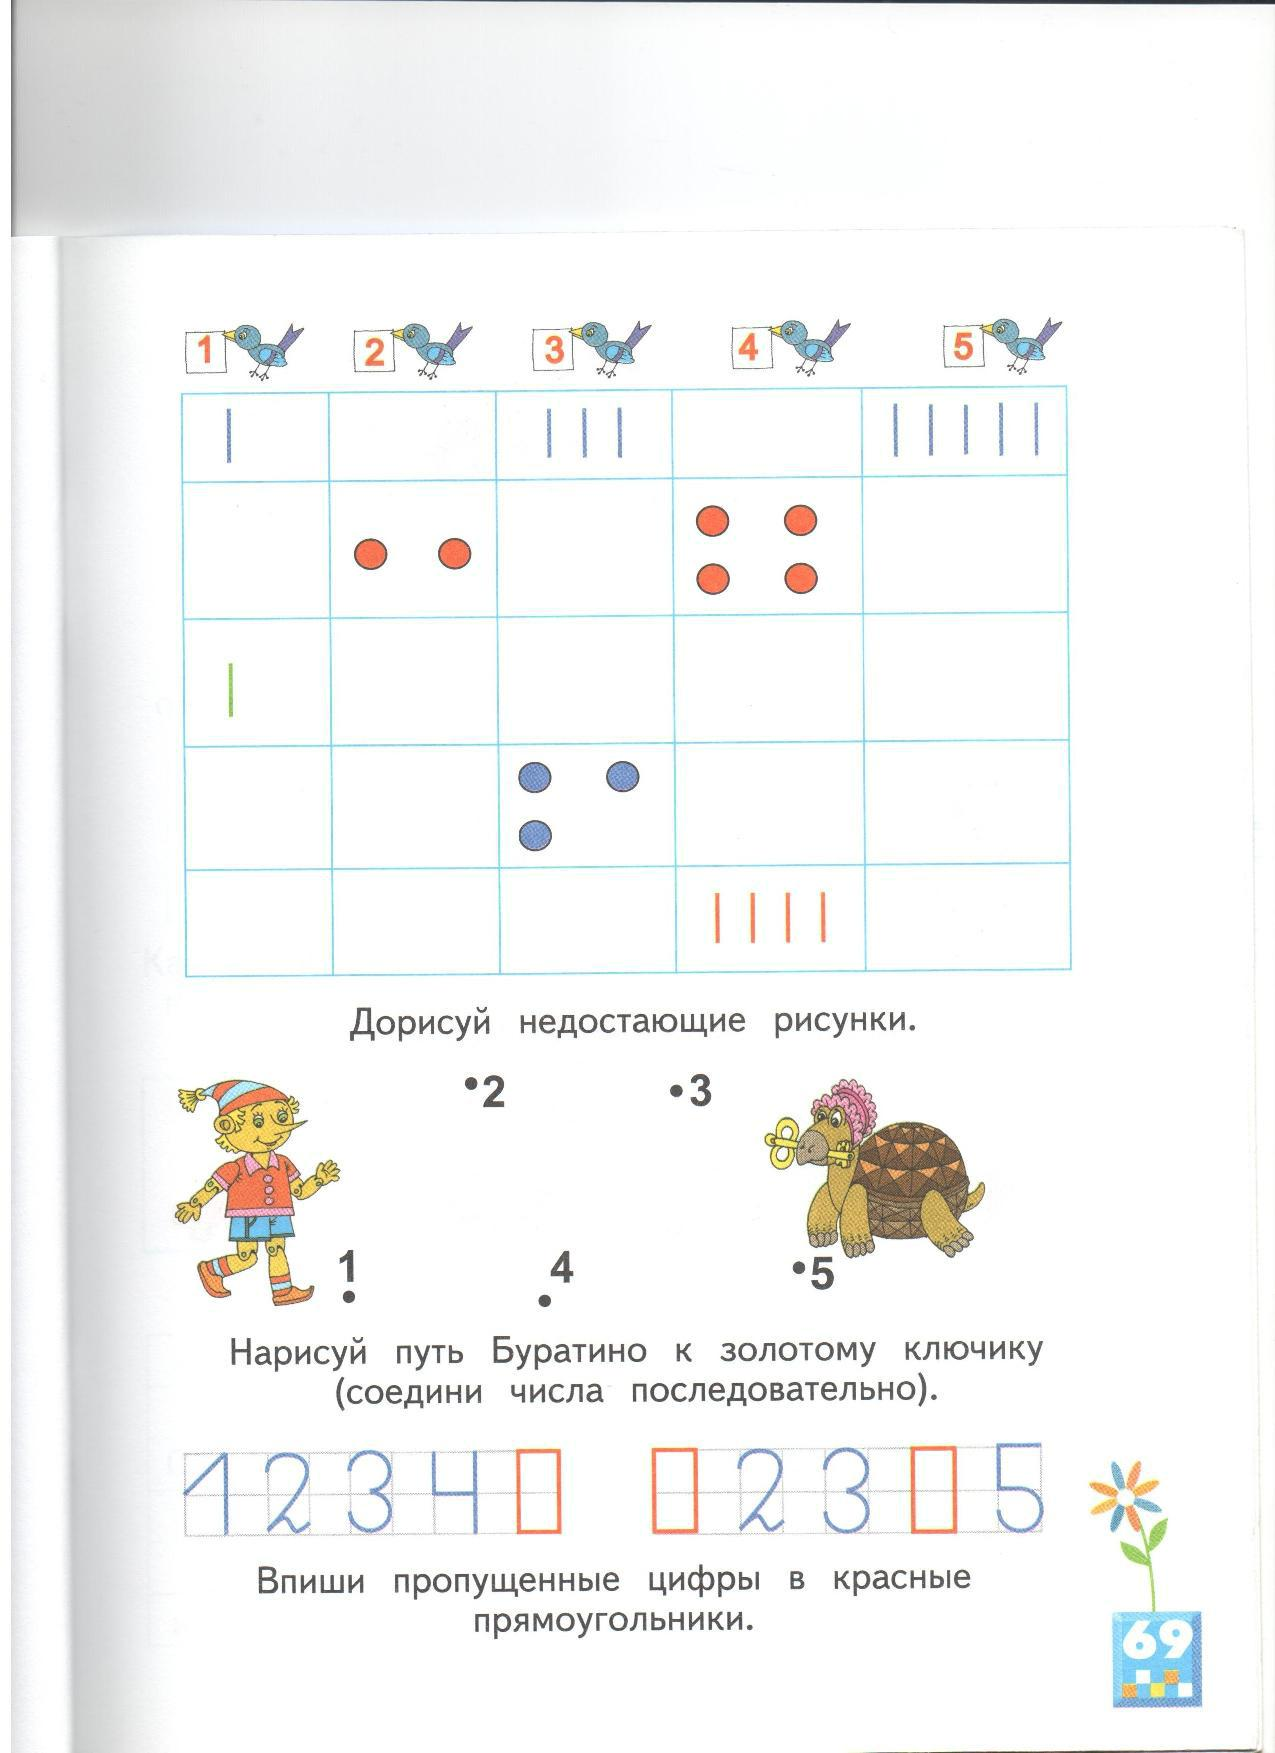 1 2 3 4 5
Дорисуй недостающие рисунки.
2 3
1 4 5
Нарисуй путь Буратино к золотому ключику
(соедини числа последовательно).
1 2 3 4 2 3 5
Впиши пропущенные цифры в красные
прямоугольники.
69